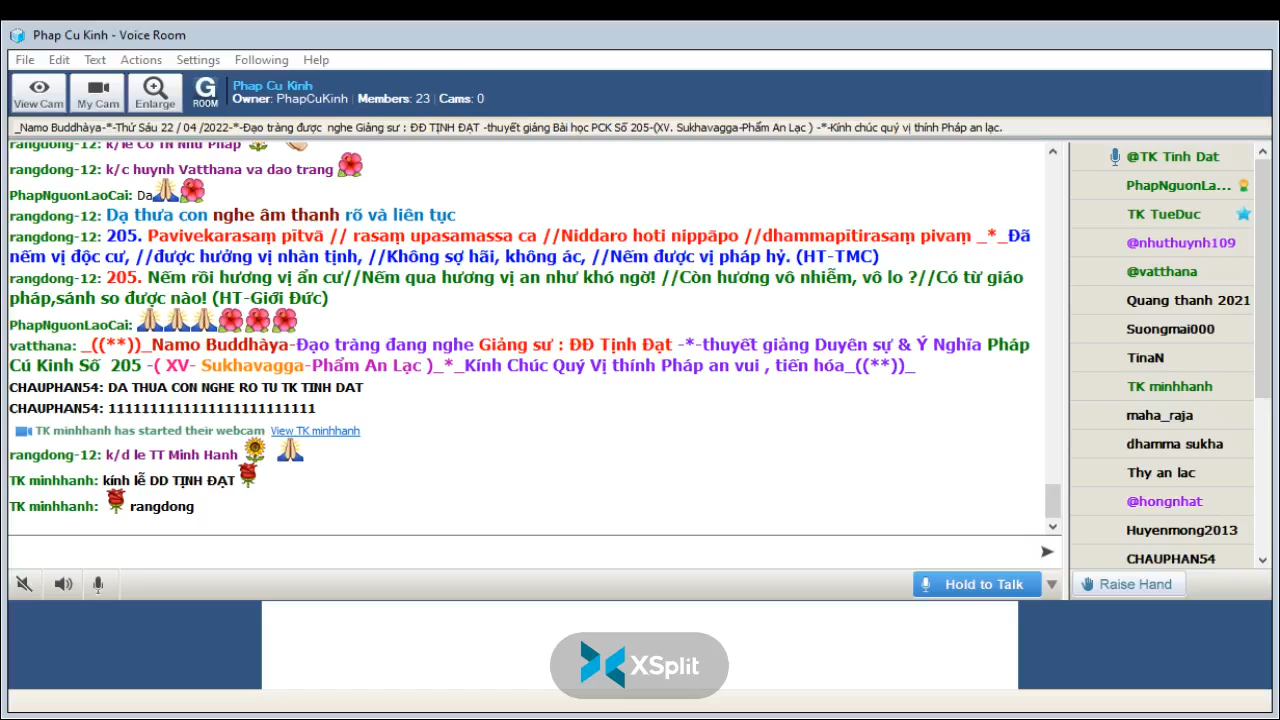 Phap Cu Kinh - Voice Room
File Edit Text Actions Settings Following Help
View Cam My Cam Enlarge G ROOM
Phap Cu Kinh
Owner: PhapCuKinh Members: 23 Cams: 0
_Namo Buddhàya-*-Thứ Sáu 22 / 04 /2022-*-Đạo tràng được nghe Giảng sư : ĐĐ TỊNH ĐẠT -thuyết giảng Bài học PCK Số 205-(XV. Sukhavagga-Phẩm An Lạc ) -*-Kính chúc quý vị thính Pháp an lạc.
rangdong-12: k/le Co TN Nhu Phap
rangdong-12: k/c huynh Vatthana va dao trang
PhapNguonLaoCai: Da
rangdong-12: Dạ thưa con nghe âm thanh rõ và liên tục
rangdong-12: 205. Pavivekarasaṃ pītvā // rasaṃ upasamassa ca //Niddaro hoti nippāpo //dhammapītirasaṃ pivaṃ _*_Đã
nếm vị độc cư, //được hưởng vị nhàn tịnh, //Không sợ hãi, không ác, //Nếm được vị pháp hỷ. (HT-TMC)
rangdong-12: 205. Nếm rồi hương vị ẩn cư//Nếm qua hương vị an như khó ngờ! //Còn hương vô nhiễm, vô lo ?//Có từ giáo
pháp,sánh so được nào! (HT-Giới Đức)
PhapNguonLaoCai:
vatthana: _((**))_Namo Buddhàya-Đạo tràng đang nghe Giảng sư : ĐĐ Tịnh Đạt -*-thuyết giảng Duyên sự & Ý Nghĩa Pháp
Cú Kinh Số 205 -( XV- Sukhavagga-Phẩm An Lạc )_*_Kính Chúc Quý Vị thính Pháp an vui , tiến hóa_((**))_
CHAUPHAN54: DA THUA CON NGHE RO TU TK TINH DAT
CHAUPHAN54: 11111111111111111111111111
TK minhhanh has started their webcam View TK minhhanh
rangdong-12: k/d le TT Minh Hanh
TK minhhanh: kính lễ DD TỊNH ĐẠT
TK minhhanh: rangdong
@TK Tinh Dat
PhapNguonLa...
TK TueDuc
@nhuthuynh109
@vatthana
Quang thanh 2021
Suongmai000
TinaN
TK minhhanh
maha_raja
dhamma sukha
Thy an lac
@hongnhat
Huyenmong2013
CHAUPHAN54
Hold to Talk
Raise Hand
XSplit